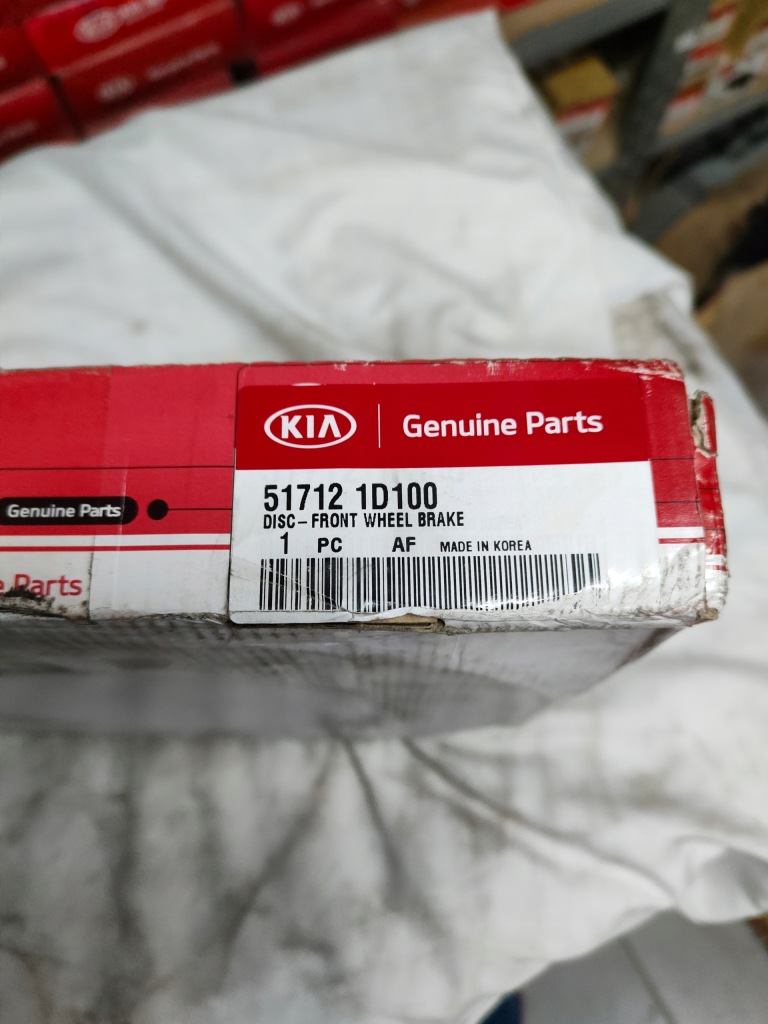 KIA
Genuine Parts
51712 1D100
DISC-FRONT WHEEL BRAKE
1 PC AF MADE IN KOREA
Genuine Parts
Parts